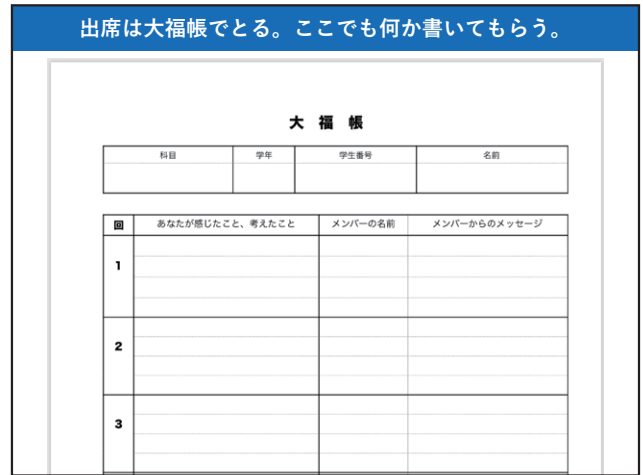 出席は大福帳でとる。ここでも何か書いてもらう。
大 福 帳
科目 学年 学生番号 名前
回 あなたが感じたこと、考えたこと メンバーの名前 メンバーからのメッセージ
1
2
3